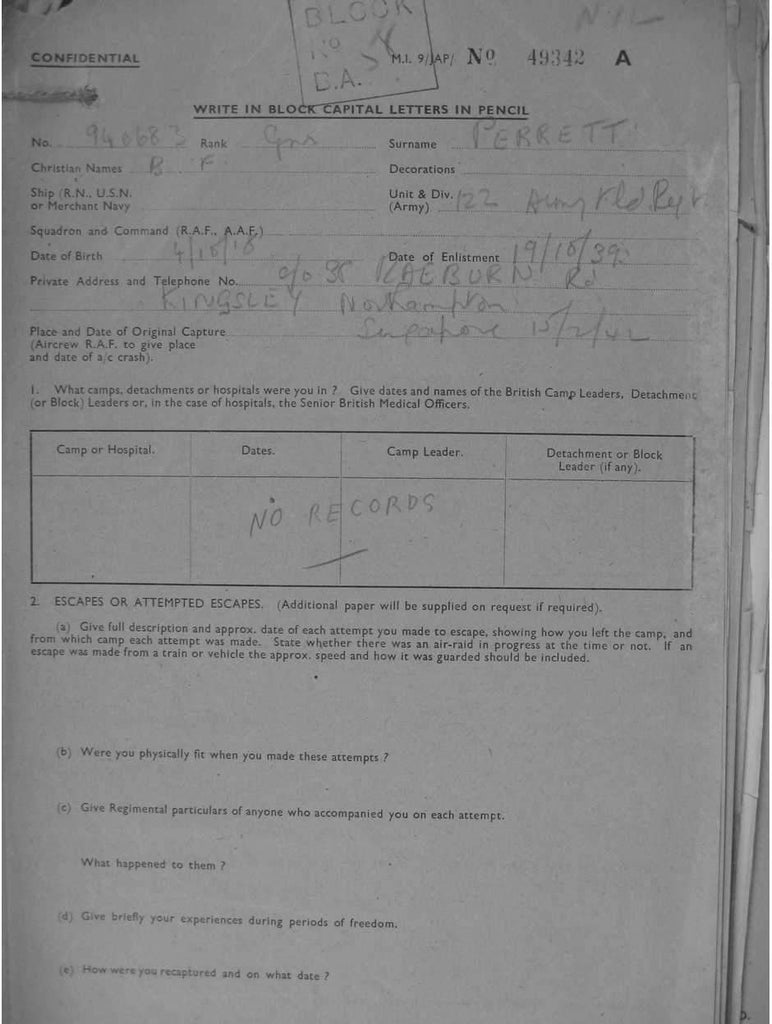 BLOCK
NO
B.A.
NIL
CONFIDENTIAL
M.I. 9/JAP/ No 49342 A
WRITE IN BLOCK CAPITAL LETTERS IN PENCIL
No. 940683 Rank Gnr Surname PERRETT
Christian Names B F Decorations
Ship (R.N., U.S.N. or Merchant Navy
Unit & Div. (Army) 122 Army Fld Regt
Squadron and Command (R.A.F., A.A.F.)
Date of Birth 4/10/18 Date of Enlistment 19/10/39
Private Address and Telephone No. c/o 38 RAEBURN Rd
KINGSLEY Northampton
Place and Date of Original Capture Singapore 15/2/42
(Aircrew R.A.F. to give place
and date of a/c crash).
1. What camps, detachments or hospitals were you in ? Give dates and names of the British Camp Leaders, Detachment
(or Block) Leaders or, in the case of hospitals, the Senior British Medical Officers.
Camp or Hospital. Dates. Camp Leader. Detachment or Block
Leader (if any).
NO RECORDS
2. ESCAPES OR ATTEMPTED ESCAPES. (Additional paper will be supplied on request if required).
(a) Give full description and approx. date of each attempt you made to escape, showing how you left the camp, and
from which camp each attempt was made. State whether there was an air-raid in progress at the time or not. If an
escape was made from a train or vehicle the approx. speed and how it was guarded should be included.
(b) Were you physically fit when you made these attempts ?
(c) Give Regimental particulars of anyone who accompanied you on each attempt.
What happened to them ?
(d) Give briefly your experiences during periods of freedom.
(e) How were you recaptured and on what date ?